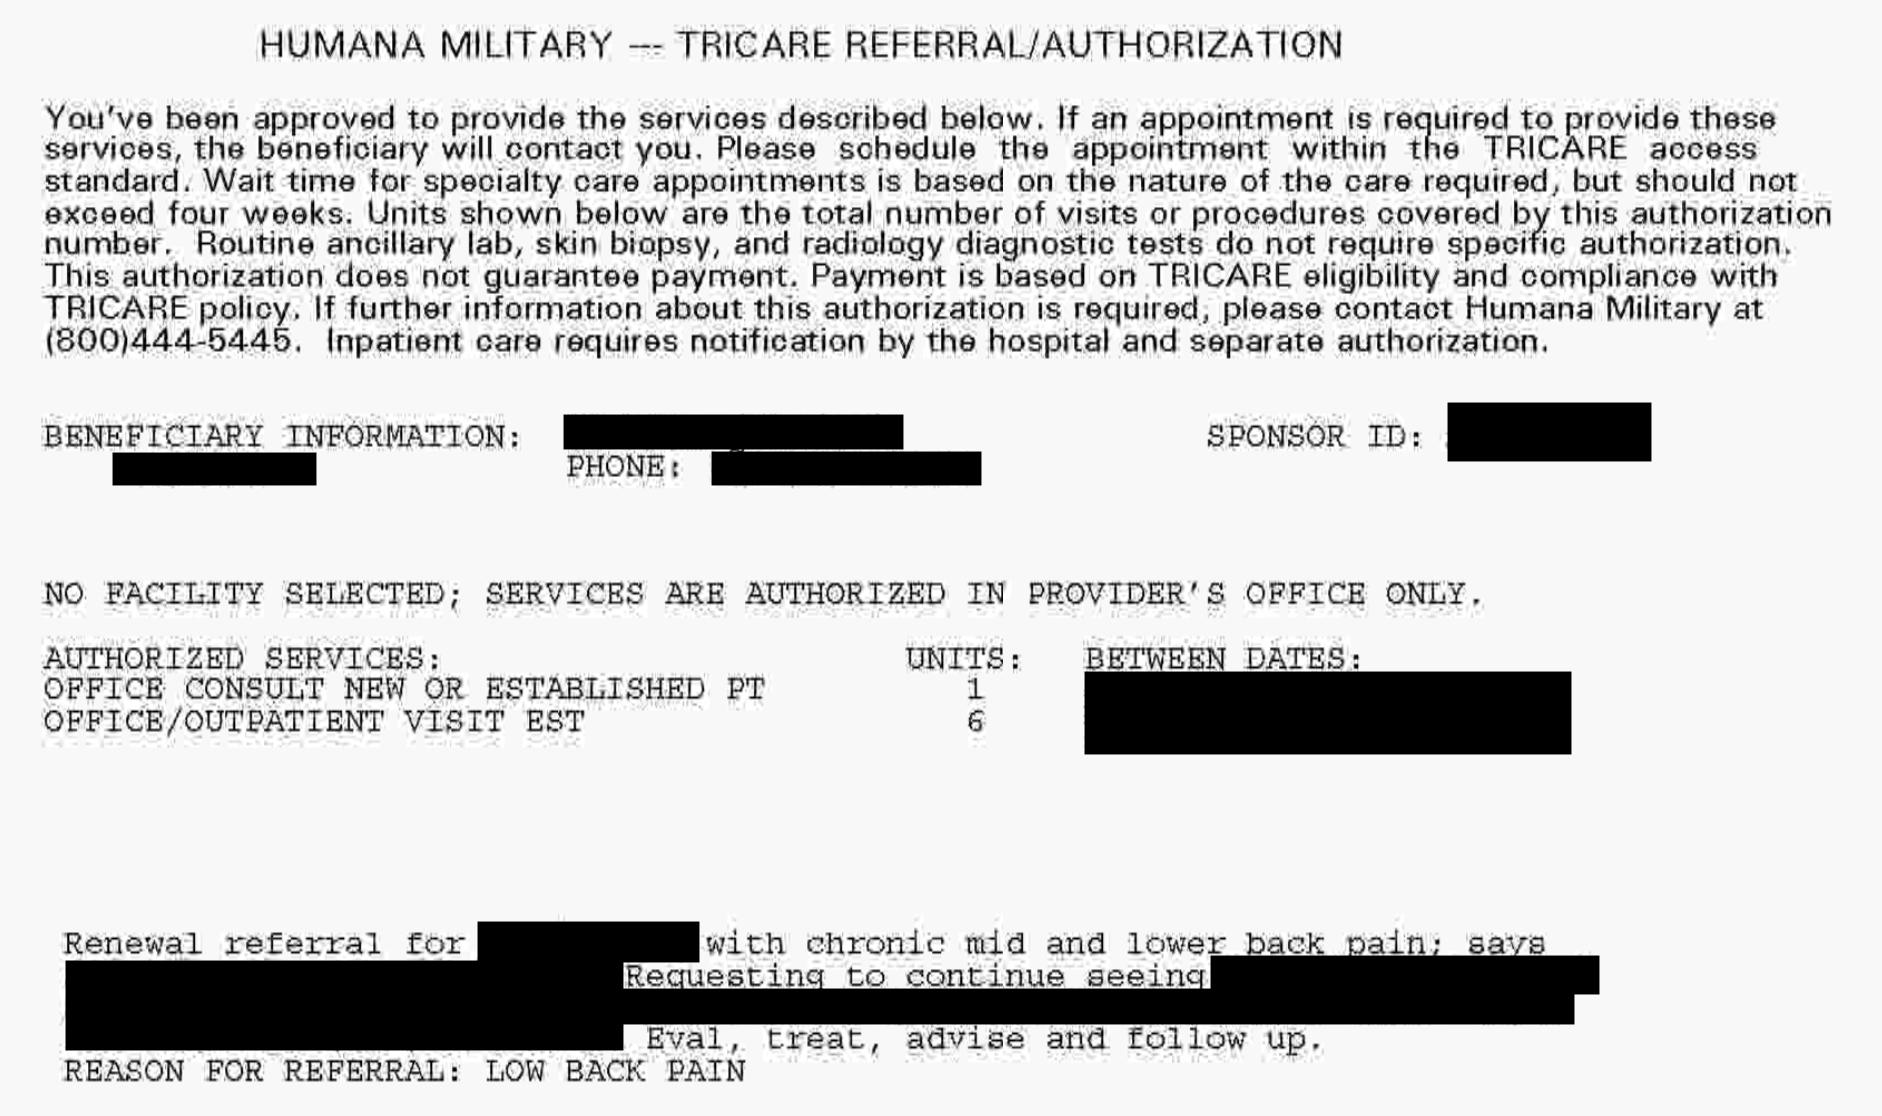 HUMANA MILITARY --- TRICARE REFERRAL/AUTHORIZATION
You've been approved to provide the services described below. If an appointment is required to provide these
services, the beneficiary will contact you. Please schedule the appointment within the TRICARE access
standard. Wait time for specialty care appointments is based on the nature of the care required, but should not
exceed four weeks. Units shown below are the total number of visits or procedures covered by this authorization
number. Routine ancillary lab, skin biopsy, and radiology diagnostic tests do not require specific authorization.
This authorization does not guarantee payment. Payment is based on TRICARE eligibility and compliance with
TRICARE policy. If further information about this authorization is required, please contact Humana Military at
(800)444-5445. Inpatient care requires notification by the hospital and separate authorization.
BENEFICIARY INFORMATION: SPONSOR ID:
PHONE:
NO FACILITY SELECTED; SERVICES ARE AUTHORIZED IN PROVIDER'S OFFICE ONLY.
AUTHORIZED SERVICES: UNITS: BETWEEN DATES:
OFFICE CONSULT NEW OR ESTABLISHED PT 1
OFFICE/OUTPATIENT VISIT EST 6
Renewal referral for with chronic mid and lower back pain; says
Requesting to continue seeing
Eval, treat, advise and follow up.
REASON FOR REFERRAL: LOW BACK PAIN